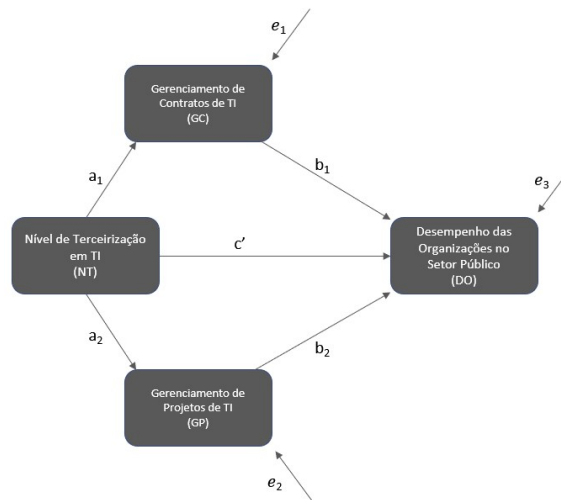 e1
Gerenciamento de
Contratos de TI
(GC)
a1
b1
e3
Nível de Terceirização
em TI
(NT)
c’
Desempenho das
Organizações no
Setor Público
(DO)
a2
b2
Gerenciamento de
Projetos de TI
(GP)
e2